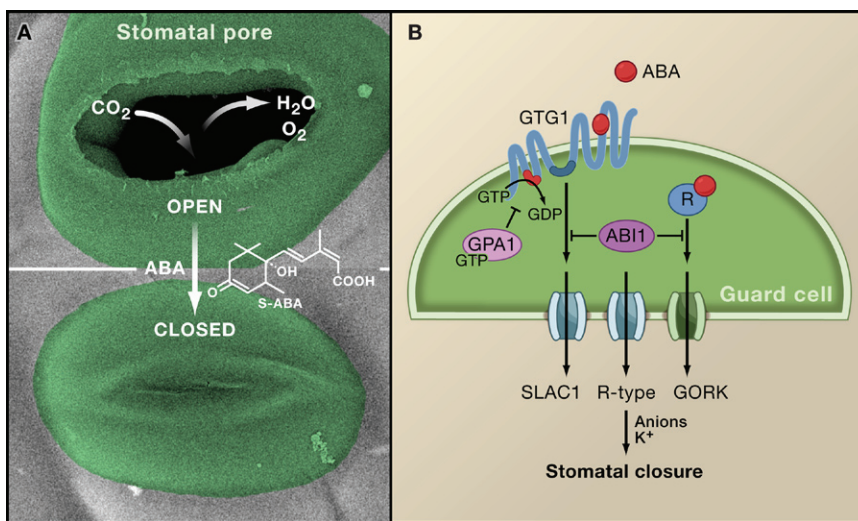 A
Stomatal pore
CO2
H2O
O2
OPEN
ABA
OH
COOH
O
S-ABA
CLOSED
B
ABA
GTG1
GTP
GDP
R
GPA1
GTP
ABI1
Guard cell
SLAC1
R-type
GORK
Anions
K+
Stomatal closure